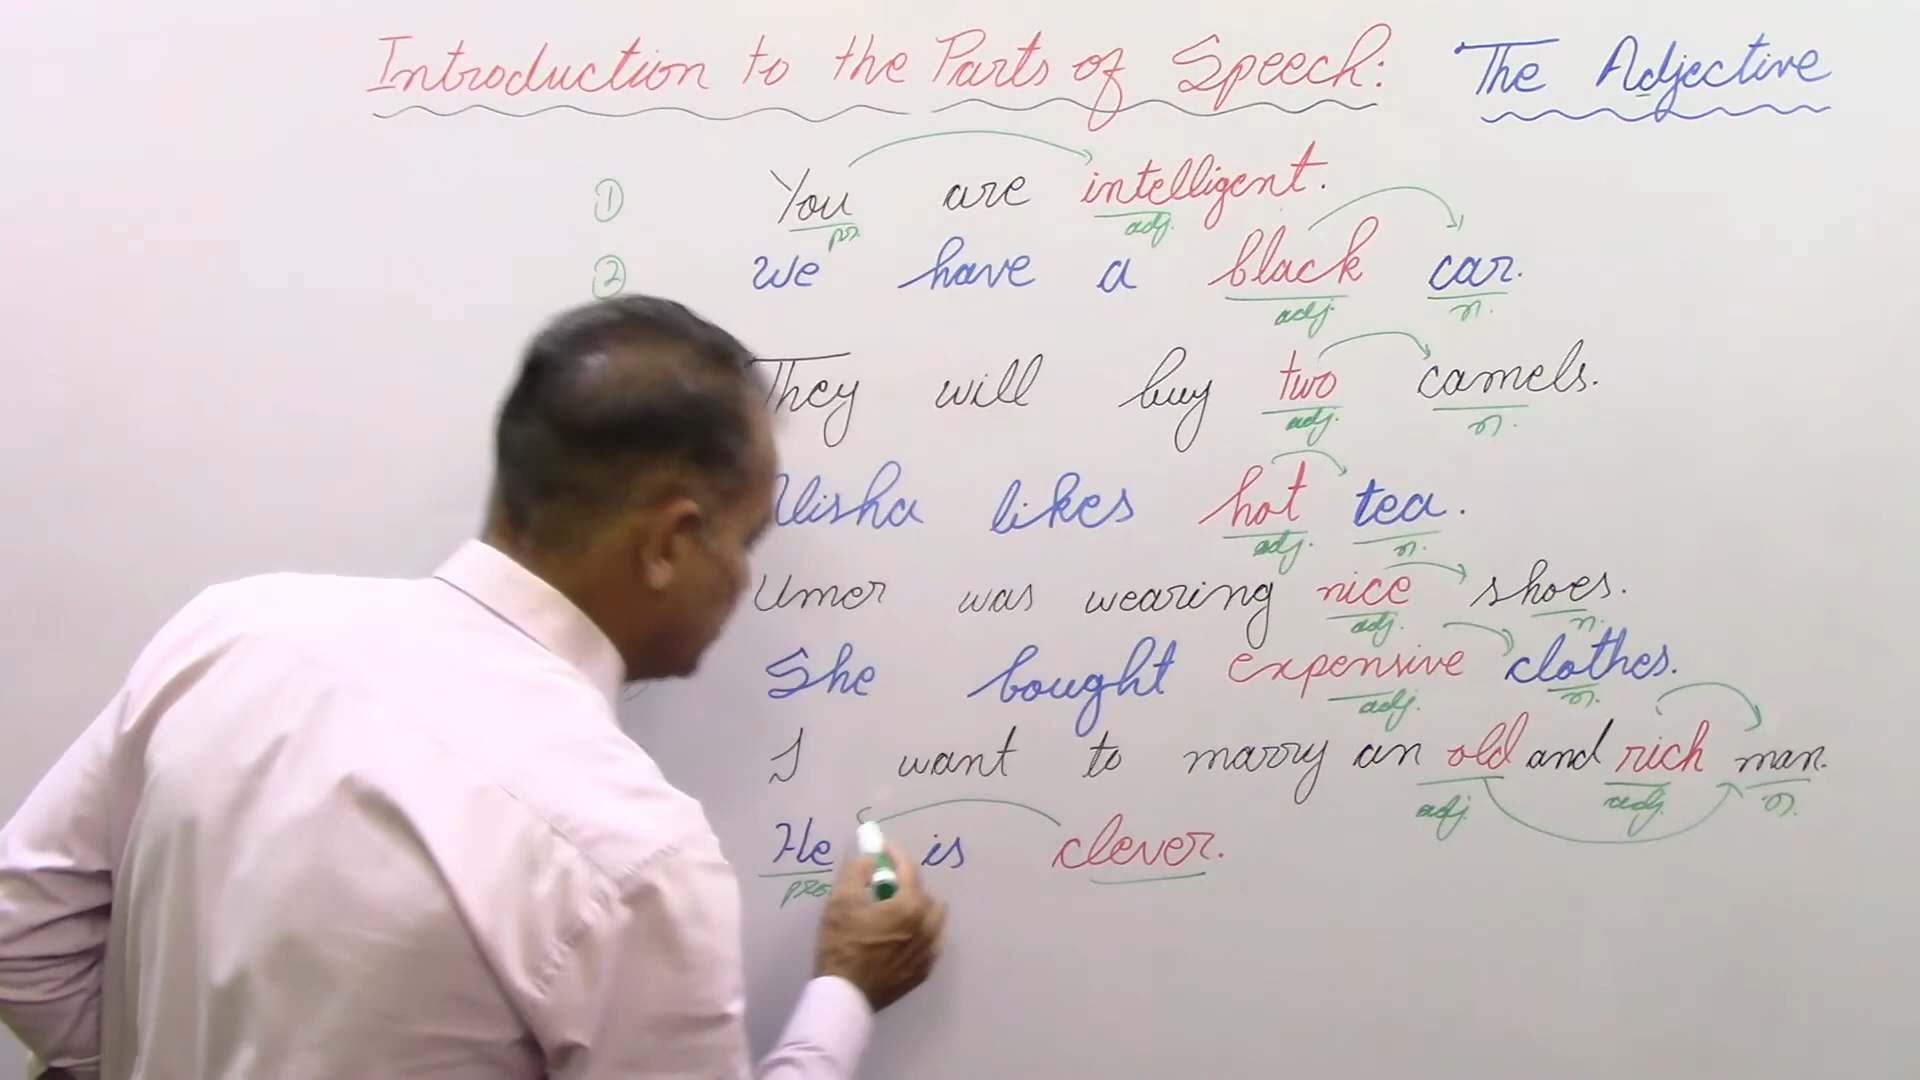 Introduction to the Parts of Speech: The Adjective
① You are intelligent.
pr. adj.
② We have a black car.
adj. n.
They will buy two camels.
adj. n.
lisha likes hot tea.
adj. n.
Umer was wearing nice shoes.
adj. n.
She bought expensive clothes.
adj. n.
I want to marry an old and rich man.
adj. adj. n.
He is clever.
pro